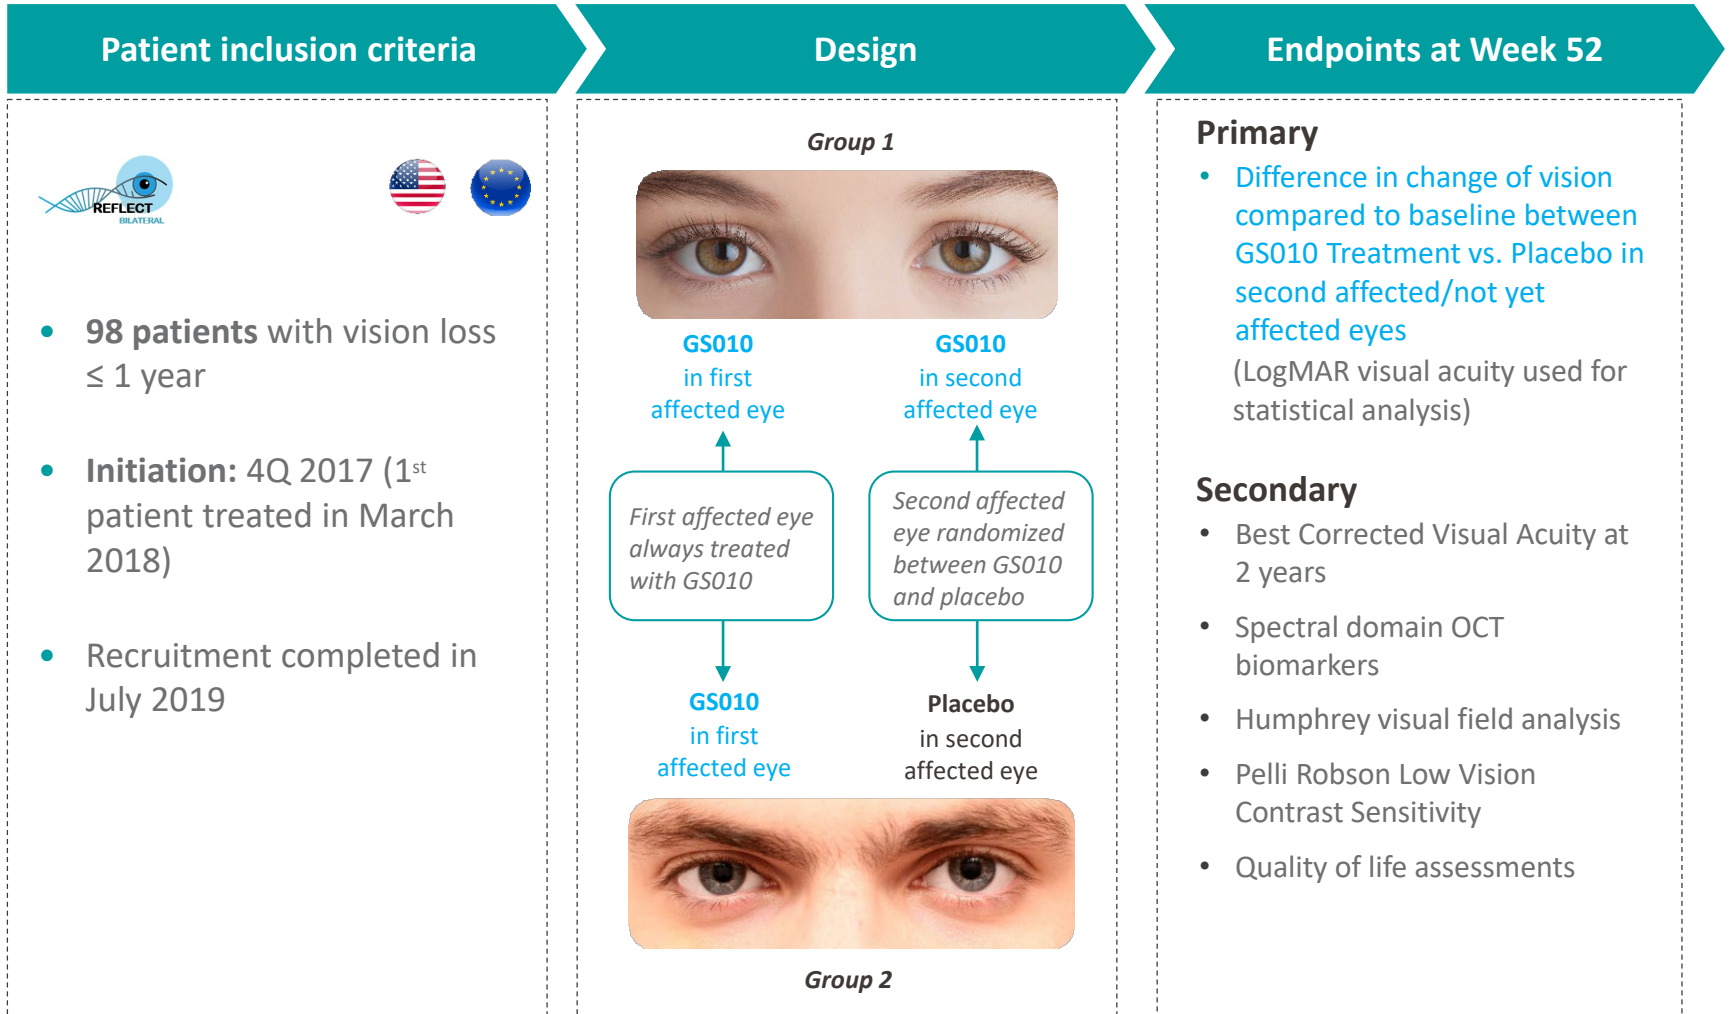 Patient inclusion criteria
Design
Endpoints at Week 52
REFLECT
BILATERAL
• 98 patients with vision loss
≤ 1 year
• Initiation: 4Q 2017 (1st
patient treated in March
2018)
• Recruitment completed in
July 2019
Group 1
GS010
in first
affected eye
GS010
in second
affected eye
First affected eye
always treated
with GS010
Second affected
eye randomized
between GS010
and placebo
GS010
in first
affected eye
Placebo
in second
affected eye
Group 2
Primary
• Difference in change of vision
compared to baseline between
GS010 Treatment vs. Placebo in
second affected/not yet
affected eyes
(LogMAR visual acuity used for
statistical analysis)
Secondary
• Best Corrected Visual Acuity at
2 years
• Spectral domain OCT
biomarkers
• Humphrey visual field analysis
• Pelli Robson Low Vision
Contrast Sensitivity
• Quality of life assessments